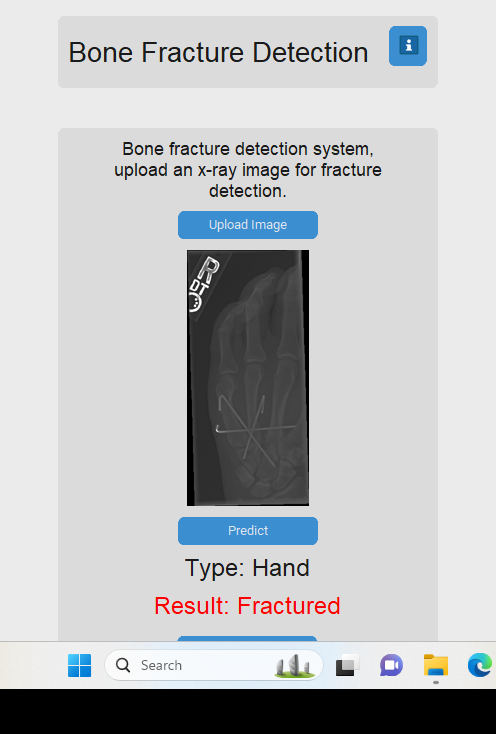 Bone Fracture Detection
Bone fracture detection system,
upload an x-ray image for fracture
detection.
Upload Image
Predict
Type: Hand
Result: Fractured
Search